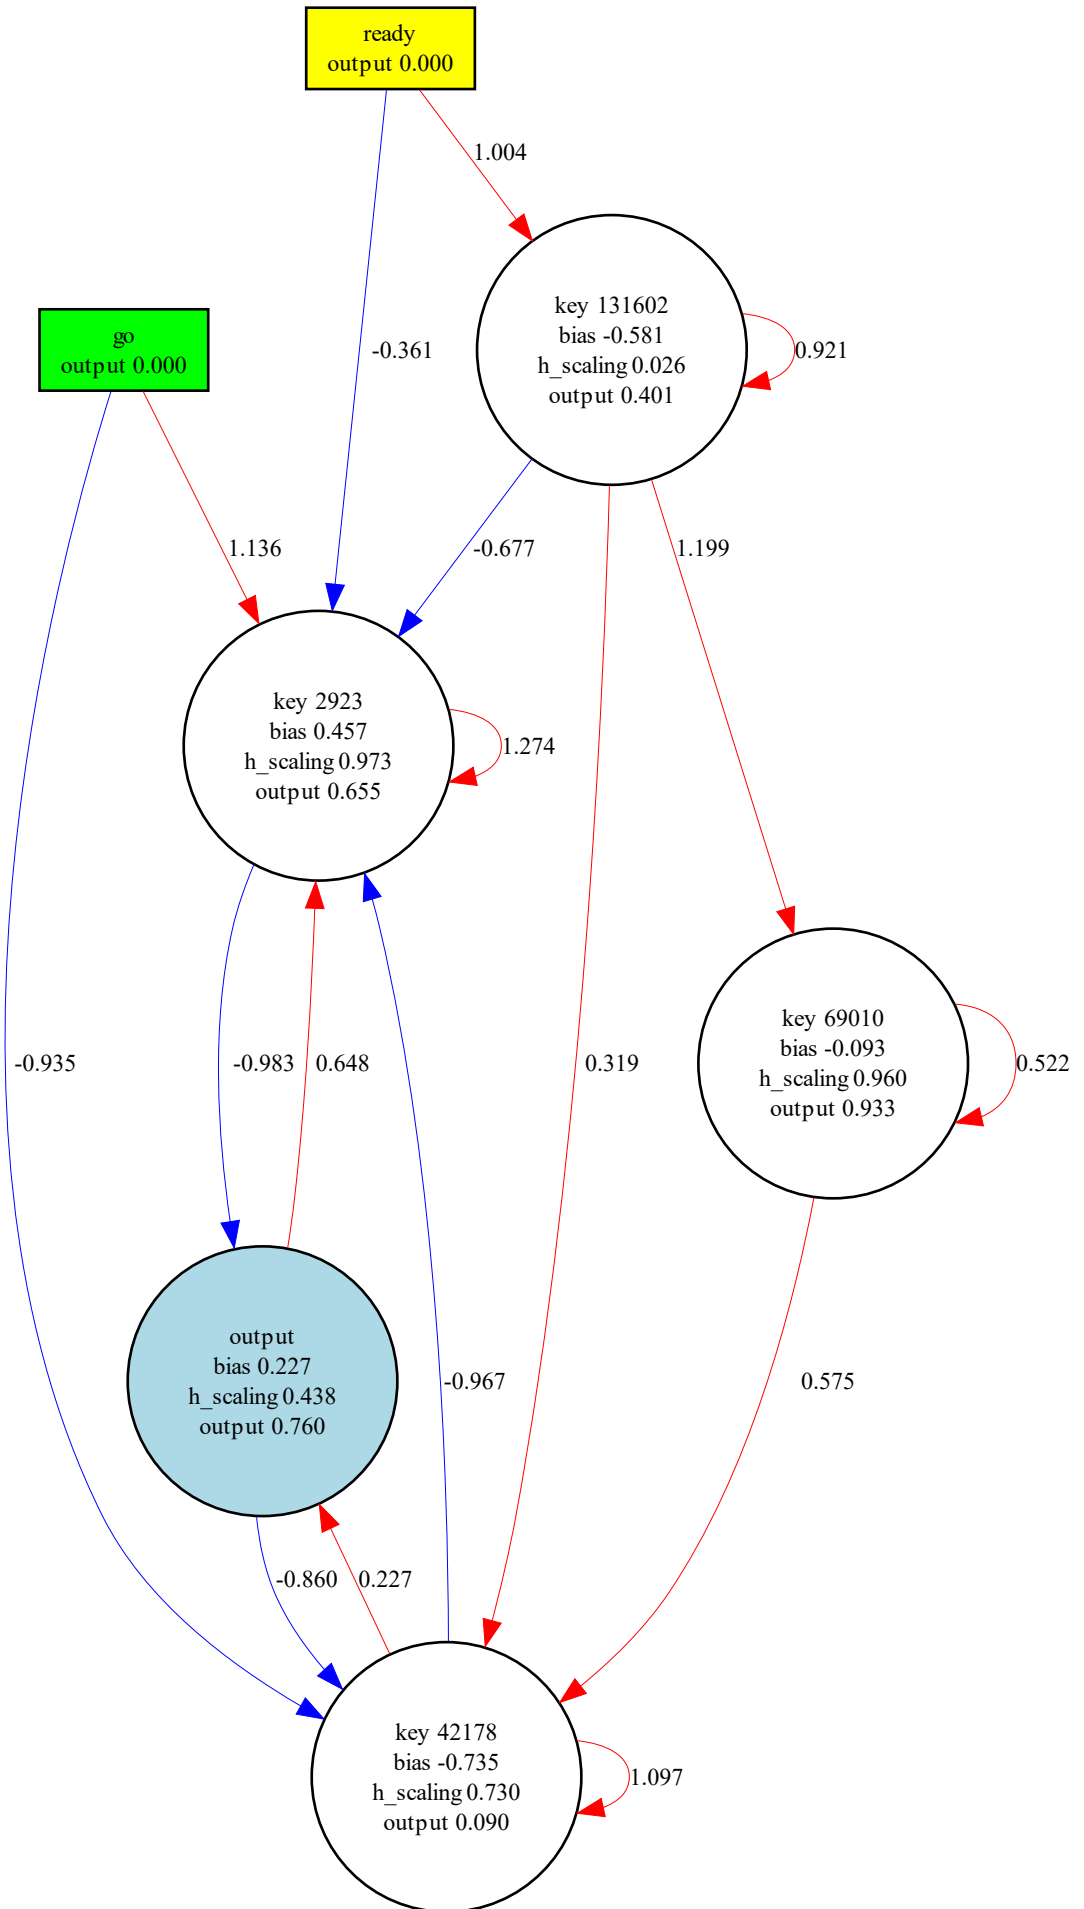 ready
output 0.000
1.004
key 131602
bias -0.581
h_scaling 0.026
output 0.401
0.921
go
output 0.000
-0.361
1.136
-0.677
1.199
key 2923
bias 0.457
h_scaling 0.973
output 0.655
1.274
key 69010
bias -0.093
h_scaling 0.960
output 0.933
0.522
-0.935
-0.983
0.648
0.319
output
bias 0.227
h_scaling 0.438
output 0.760
-0.967
0.575
-0.860
0.227
key 42178
bias -0.735
h_scaling 0.730
output 0.090
1.097